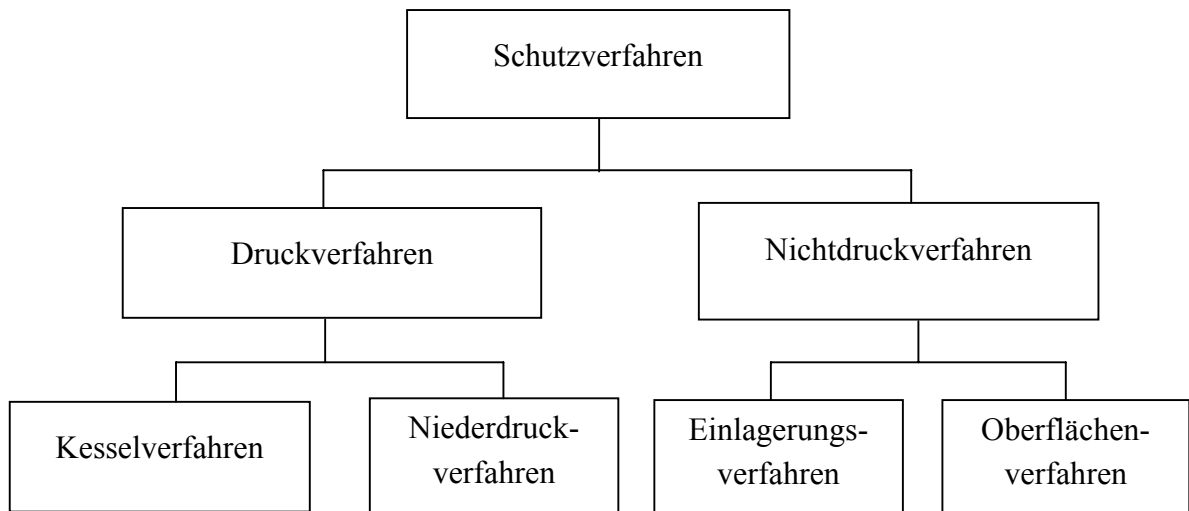 Schutzverfahren
Druckverfahren
Nichtdruckverfahren
Kesselverfahren
Niederdruck-
verfahren
Einlagerungs-
verfahren
Oberflächen-
verfahren